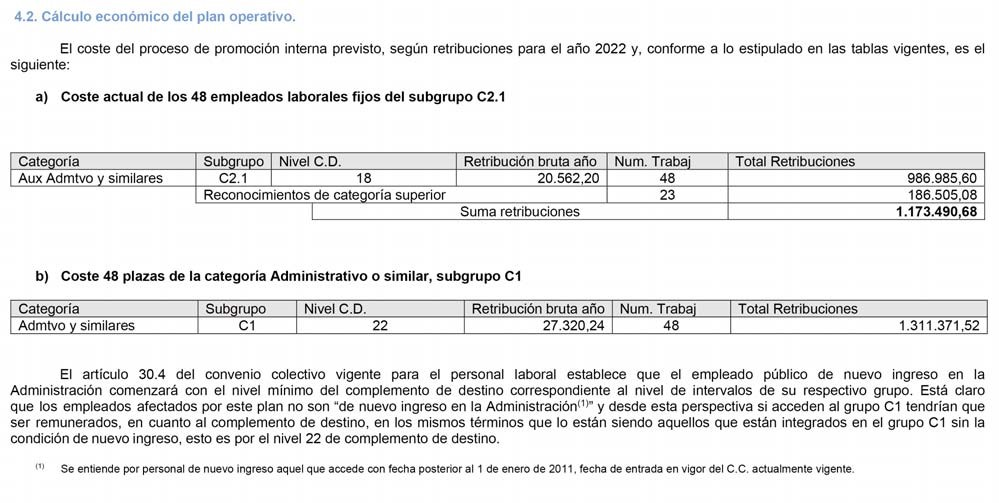 4.2. Cálculo económico del plan operativo.
El coste del proceso de promoción interna previsto, según retribuciones para el año 2022 y, conforme a lo estipulado en las tablas vigentes, es el
siguiente:
a) Coste actual de los 48 empleados laborales fijos del subgrupo C2.1
Categoría Subgrupo Nivel C.D. Retribución bruta año Num. Trabaj Total Retribuciones
Aux Admtvo y similares C2.1 18 20.562,20 48 986.985,60
Reconocimientos de categoría superior 23 186.505,08
Suma retribuciones 1.173.490,68
b) Coste 48 plazas de la categoría Administrativo o similar, subgrupo C1
Categoría Subgrupo Nivel C.D. Retribución bruta año Num. Trabaj Total Retribuciones
Admtvo y similares C1 22 27.320,24 48 1.311.371,52
El artículo 30.4 del convenio colectivo vigente para el personal laboral establece que el empleado público de nuevo ingreso en la
Administración comenzará con el nivel mínimo del complemento de destino correspondiente al nivel de intervalos de su respectivo grupo. Está claro
que los empleados afectados por este plan no son “de nuevo ingreso en la Administración(1)” y desde esta perspectiva si acceden al grupo C1 tendrían que
ser remunerados, en cuanto al complemento de destino, en los mismos términos que lo están siendo aquellos que están integrados en el grupo C1 sin la
condición de nuevo ingreso, esto es por el nivel 22 de complemento de destino.
(1) Se entiende por personal de nuevo ingreso aquel que accede con fecha posterior al 1 de enero de 2011, fecha de entrada en vigor del C.C. actualmente vigente.